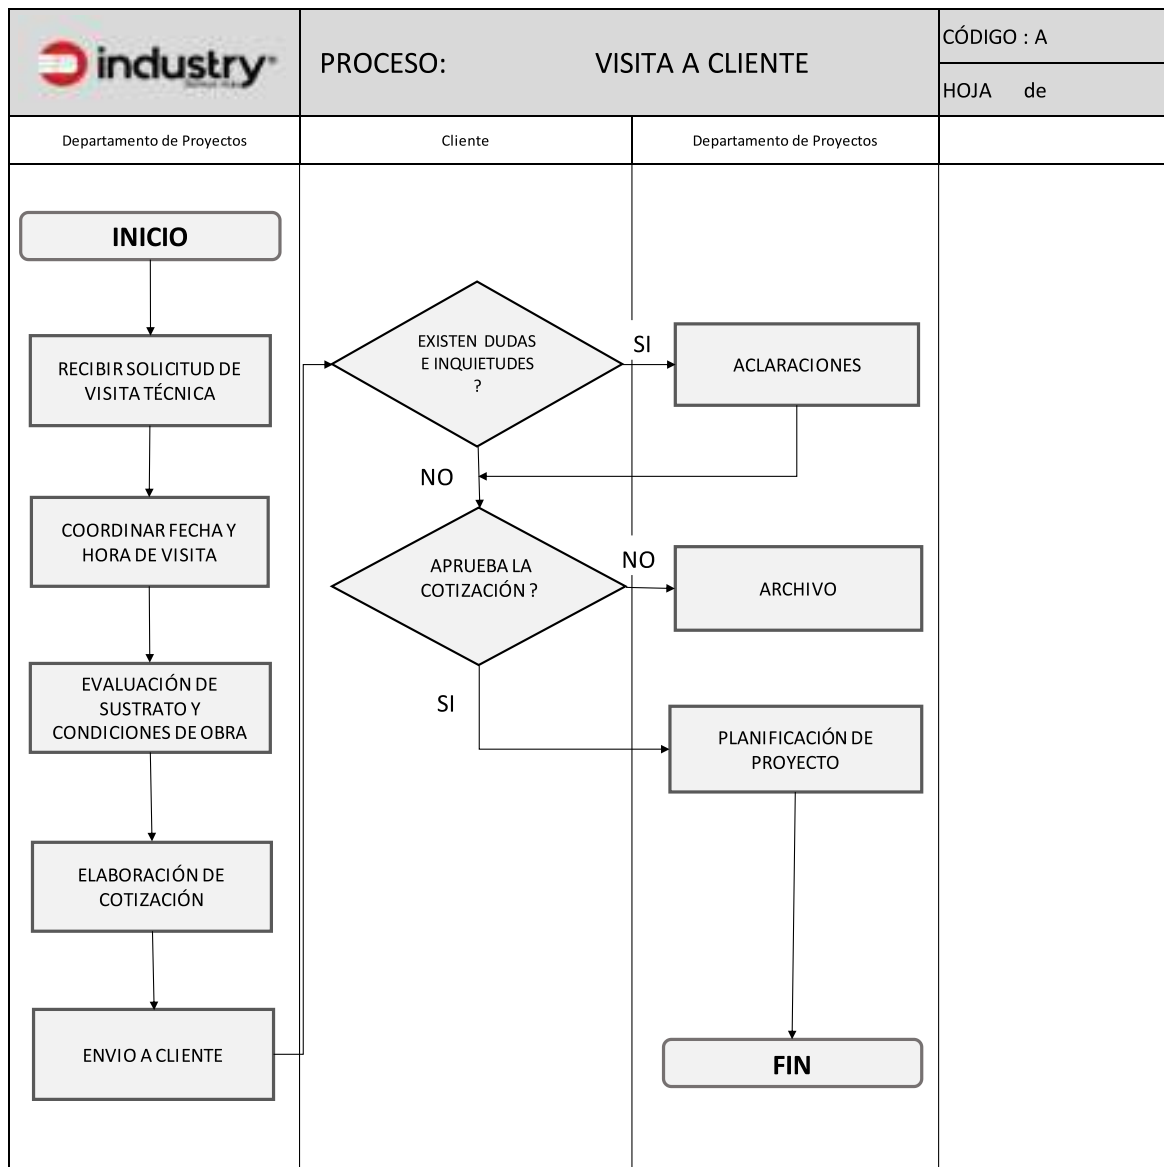 industry
PROCESO: VISITA A CLIENTE
CÓDIGO : A
HOJA de
Departamento de Proyectos
Cliente
Departamento de Proyectos
INICIO
RECIBIR SOLICITUD DE
VISITA TÉCNICA
COORDINAR FECHA Y
HORA DE VISITA
EVALUACIÓN DE
SUSTRATO Y
CONDICIONES DE OBRA
ELABORACIÓN DE
COTIZACIÓN
ENVIO A CLIENTE
EXISTEN DUDAS
E INQUIETUDES
?
SI
ACLARACIONES
NO
APRUEBA LA
COTIZACIÓN ?
NO
ARCHIVO
SI
PLANIFICACIÓN DE
PROYECTO
FIN